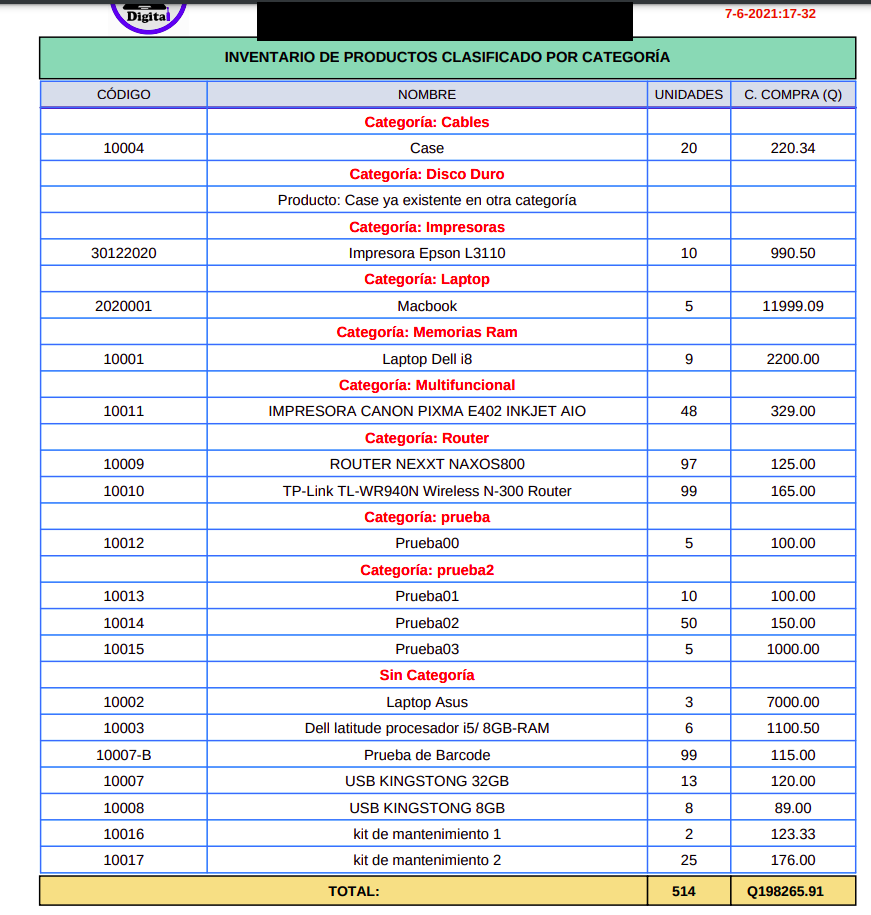 Digital
7-6-2021:17-32
INVENTARIO DE PRODUCTOS CLASIFICADO POR CATEGORÍA
CÓDIGO NOMBRE UNIDADES C. COMPRA (Q)
Categoría: Cables
10004 Case 20 220.34
Categoría: Disco Duro
Producto: Case ya existente en otra categoría
Categoría: Impresoras
30122020 Impresora Epson L3110 10 990.50
Categoría: Laptop
2020001 Macbook 5 11999.09
Categoría: Memorias Ram
10001 Laptop Dell i8 9 2200.00
Categoría: Multifuncional
10011 IMPRESORA CANON PIXMA E402 INKJET AIO 48 329.00
Categoría: Router
10009 ROUTER NEXXT NAXOS800 97 125.00
10010 TP-Link TL-WR940N Wireless N-300 Router 99 165.00
Categoría: prueba
10012 Prueba00 5 100.00
Categoría: prueba2
10013 Prueba01 10 100.00
10014 Prueba02 50 150.00
10015 Prueba03 5 1000.00
Sin Categoría
10002 Laptop Asus 3 7000.00
10003 Dell latitude procesador i5/ 8GB-RAM 6 1100.50
10007-B Prueba de Barcode 99 115.00
10007 USB KINGSTONG 32GB 13 120.00
10008 USB KINGSTONG 8GB 8 89.00
10016 kit de mantenimiento 1 2 123.33
10017 kit de mantenimiento 2 25 176.00
TOTAL: 514 Q198265.91